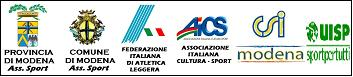 PROVINCIA
DI MODENA
Ass. Sport
COMUNE
DI MODENA
Ass. Sport
FEDERAZIONE
ITALIANA
DI ATLETICA
LEGGERA
AICS
ASSOCIAZIONE
ITALIANA
CULTURA - SPORT
csi
modena
UISP
sportpertutti